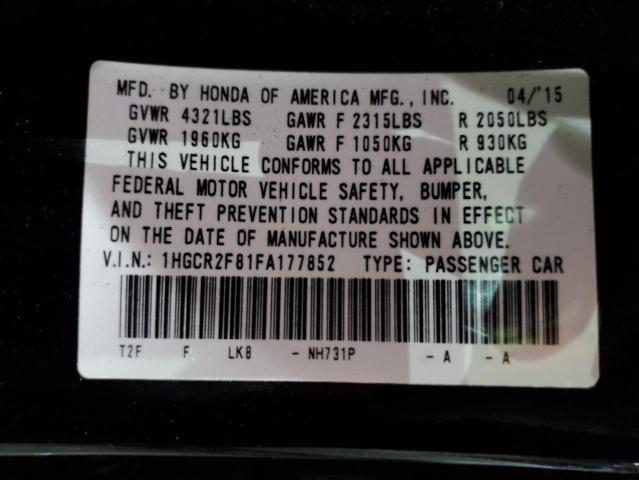 MFD. BY HONDA OF AMERICA MFG., INC. 04/'15
GVWR 4321LBS GAWR F 2315LBS R 2050LBS
GVWR 1960KG GAWR F 1050KG R 930KG
THIS VEHICLE CONFORMS TO ALL APPLICABLE
FEDERAL MOTOR VEHICLE SAFETY, BUMPER,
AND THEFT PREVENTION STANDARDS IN EFFECT
ON THE DATE OF MANUFACTURE SHOWN ABOVE.
V.I.N.: 1HGCR2F81FA177852 TYPE: PASSENGER CAR
T2F F LK8 - NH731P - A - A